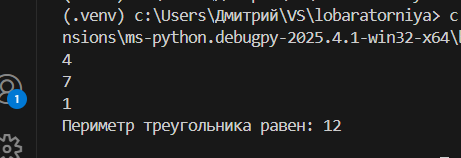 (.venv) c:\Users\Дмитрий\VS\lobaratorniya> c
nsions\ms-python.debugpy-2025.4.1-win32-x64\
4
7
1
Периметр треугольника равен: 12
1